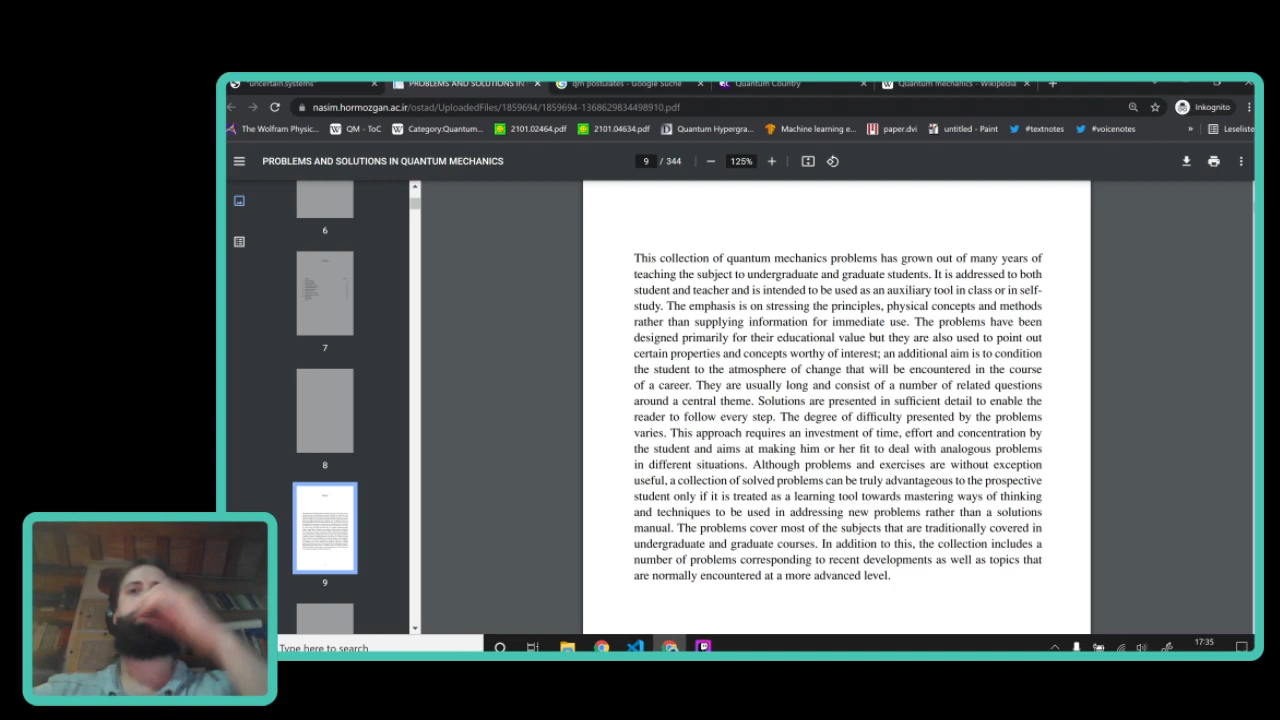 uncertain.systems
PROBLEMS AND SOLUTIONS IN
qm postulates - Google Suche
Quantum Country
Quantum mechanics - Wikipedia
nasim.hormozgan.ac.ir/ostad/UploadedFiles/1859694/1859694-1368629834498910.pdf
Inkognito
The Wolfram Physic...
QM - ToC
Category:Quantum...
2101.02464.pdf
2101.04634.pdf
Quantum Hypergra...
Machine learning e...
paper.dvi
untitled - Paint
#textnotes
#voicenotes
»
Leseliste
PROBLEMS AND SOLUTIONS IN QUANTUM MECHANICS
9 / 344
125%
6
7
8
9
This collection of quantum mechanics problems has grown out of many years of
teaching the subject to undergraduate and graduate students. It is addressed to both
student and teacher and is intended to be used as an auxiliary tool in class or in self-
study. The emphasis is on stressing the principles, physical concepts and methods
rather than supplying information for immediate use. The problems have been
designed primarily for their educational value but they are also used to point out
certain properties and concepts worthy of interest; an additional aim is to condition
the student to the atmosphere of change that will be encountered in the course
of a career. They are usually long and consist of a number of related questions
around a central theme. Solutions are presented in sufficient detail to enable the
reader to follow every step. The degree of difficulty presented by the problems
varies. This approach requires an investment of time, effort and concentration by
the student and aims at making him or her fit to deal with analogous problems
in different situations. Although problems and exercises are without exception
useful, a collection of solved problems can be truly advantageous to the prospective
student only if it is treated as a learning tool towards mastering ways of thinking
and techniques to be used in addressing new problems rather than a solutions
manual. The problems cover most of the subjects that are traditionally covered in
undergraduate and graduate courses. In addition to this, the collection includes a
number of problems corresponding to recent developments as well as topics that
are normally encountered at a more advanced level.
Type here to search
17:35